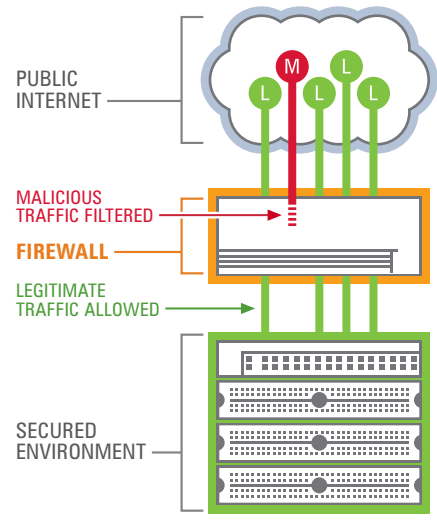 L
M
L
L
L
PUBLIC
INTERNET
MALICIOUS
TRAFFIC FILTERED
FIREWALL
LEGITIMATE
TRAFFIC ALLOWED
SECURED
ENVIRONMENT